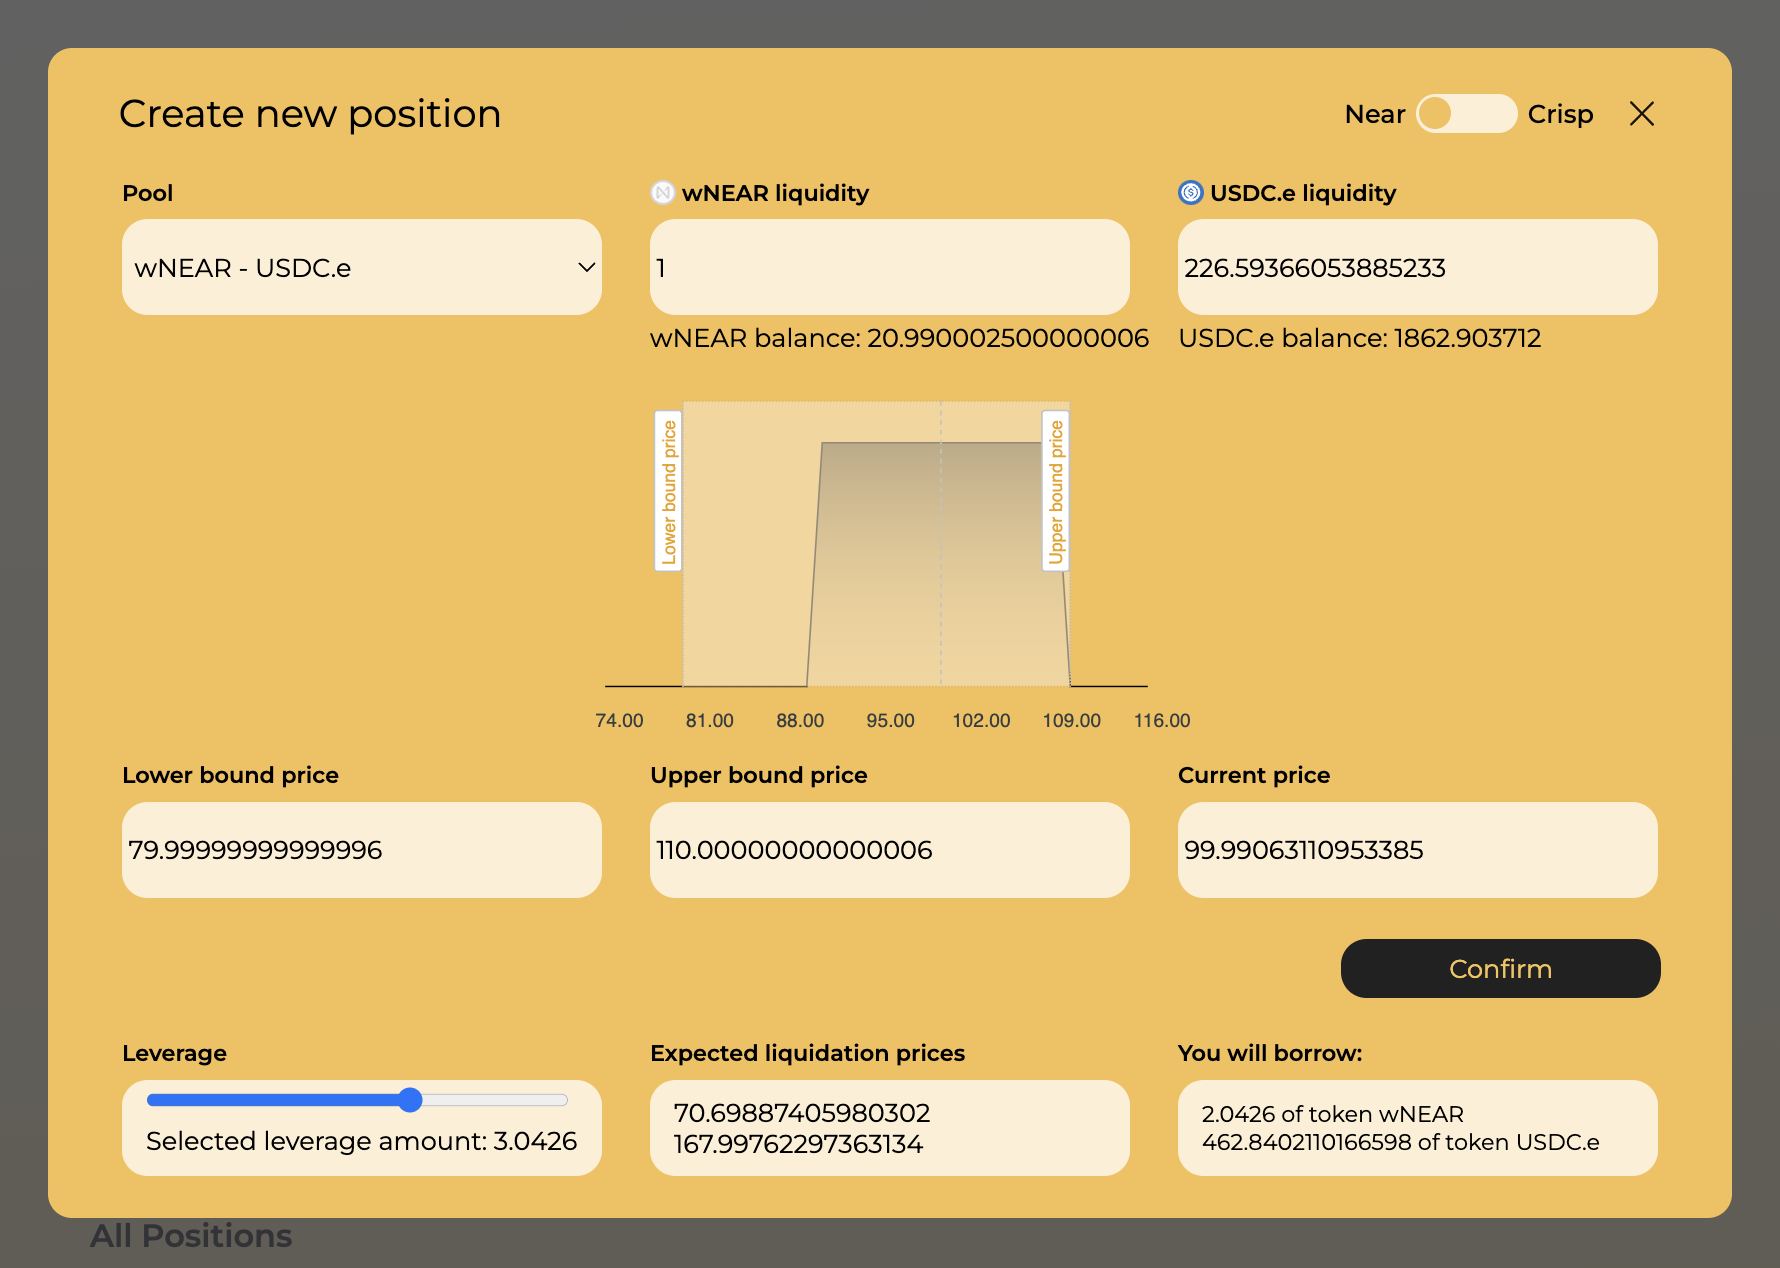 Create new position
Near Crisp
Pool
wNEAR liquidity
USDC.e liquidity
wNEAR - USDC.e
1
226.59366053885233
wNEAR balance: 20.990002500000006
USDC.e balance: 1862.903712
Lower bound price
Upper bound price
74.00 81.00 88.00 95.00 102.00 109.00 116.00
Lower bound price
Upper bound price
Current price
79.99999999999996
110.00000000000006
99.99063110953385
Confirm
Leverage
Expected liquidation prices
You will borrow:
Selected leverage amount: 3.0426
70.69887405980302
167.99762297363134
2.0426 of token wNEAR
462.8402110166598 of token USDC.e
All Positions